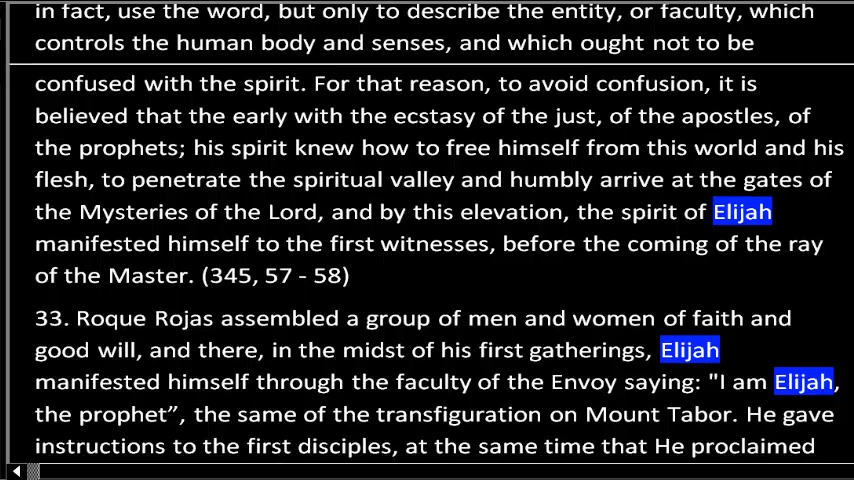 in fact, use the word, but only to describe the entity, or faculty, which
controls the human body and senses, and which ought not to be
confused with the spirit. For that reason, to avoid confusion, it is
believed that the early with the ecstasy of the just, of the apostles, of
the prophets; his spirit knew how to free himself from this world and his
flesh, to penetrate the spiritual valley and humbly arrive at the gates of
the Mysteries of the Lord, and by this elevation, the spirit of Elijah
manifested himself to the first witnesses, before the coming of the ray
of the Master. (345, 57 - 58)
33. Roque Rojas assembled a group of men and women of faith and
good will, and there, in the midst of his first gatherings, Elijah
manifested himself through the faculty of the Envoy saying: "I am Elijah,
the prophet”, the same of the transfiguration on Mount Tabor. He gave
instructions to the first disciples, at the same time that He proclaimed